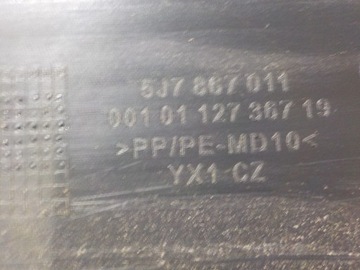 5J7 867 011
001 01 127 367 19
>PP/PE-MD10<
YX1 CZ